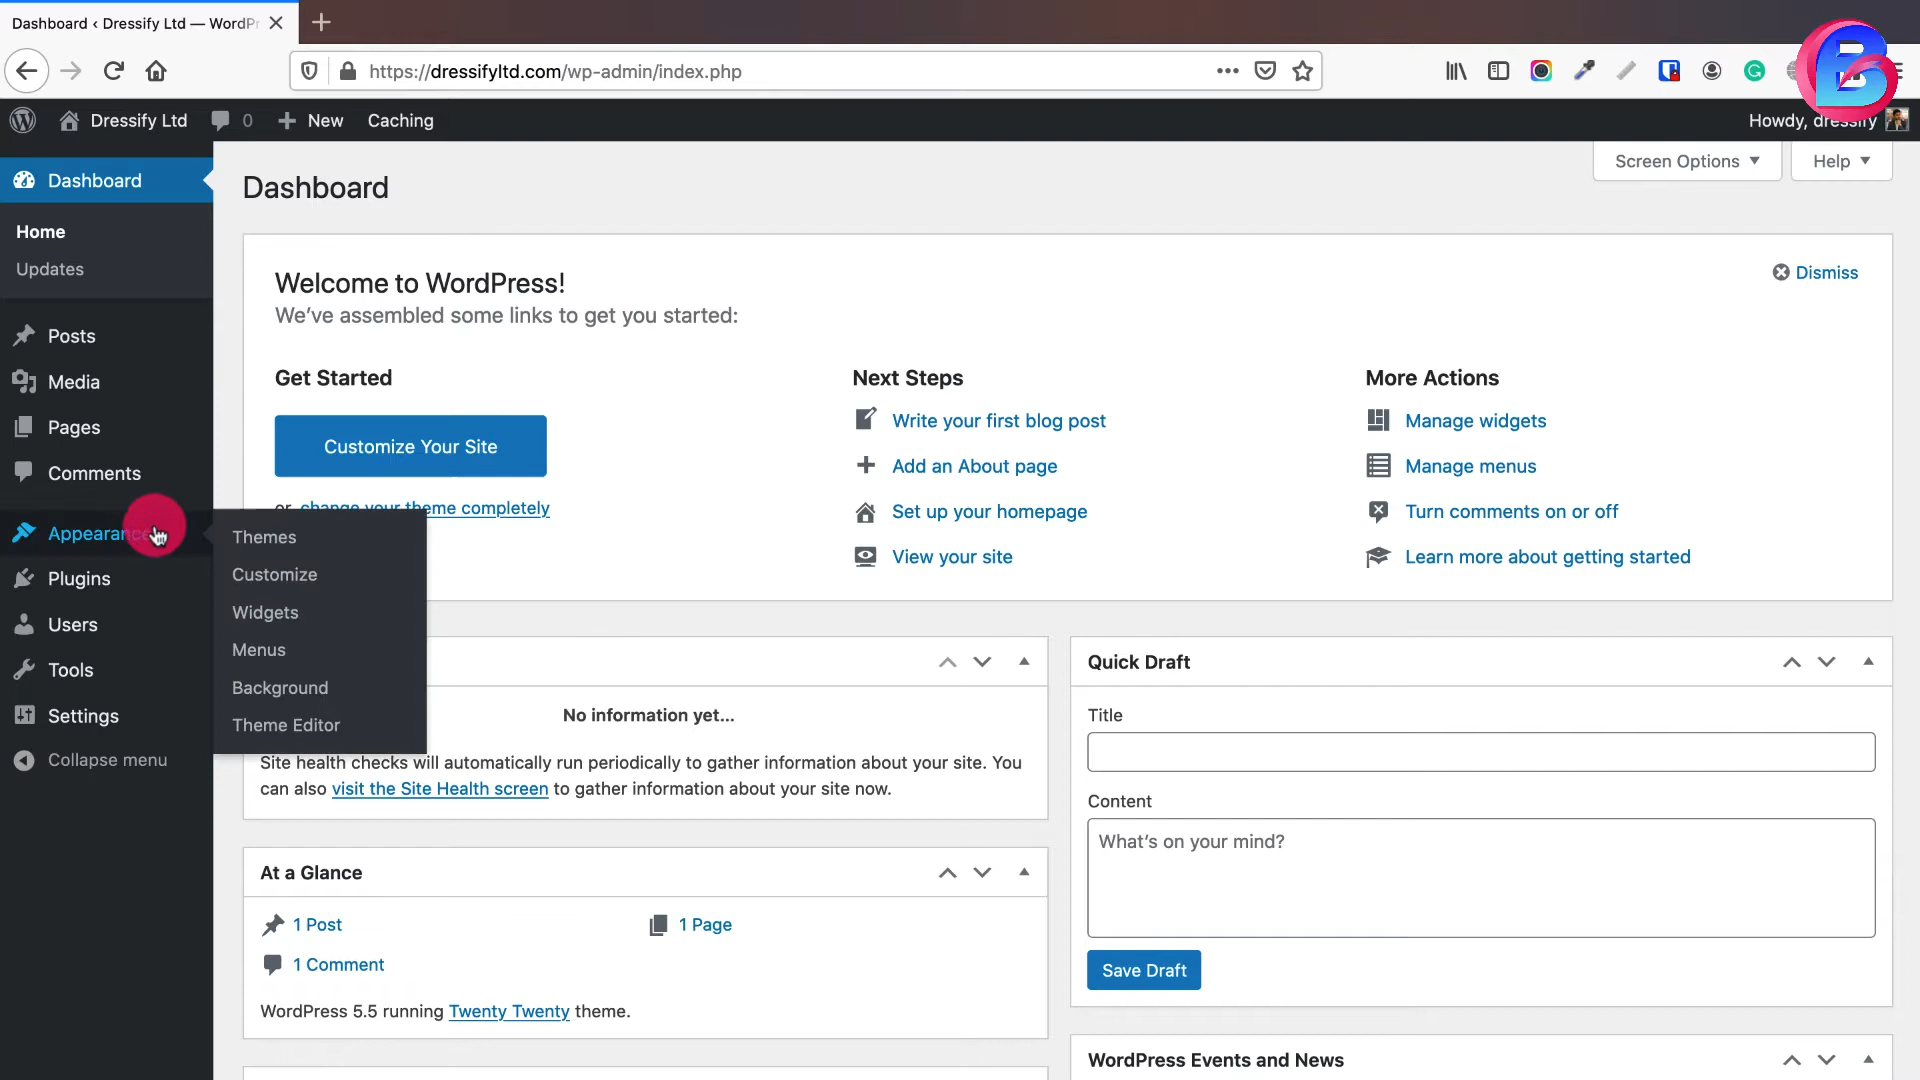 Dashboard ‹ Dressify Ltd — WordPr
https://dressifyltd.com/wp-admin/index.php
Dressify Ltd
0
New
Caching
Howdy, dressify
Dashboard
Home
Updates
Posts
Media
Pages
Comments
Appearance
Plugins
Users
Tools
Settings
Collapse menu
Themes
Customize
Widgets
Menus
Background
Theme Editor
Screen Options
Help
Dashboard
Welcome to WordPress!
We've assembled some links to get you started:
Dismiss
Get Started
Customize Your Site
or, change your theme completely
Next Steps
Write your first blog post
Add an About page
Set up your homepage
View your site
More Actions
Manage widgets
Manage menus
Turn comments on or off
Learn more about getting started
No information yet...
Site health checks will automatically run periodically to gather information about your site. You
can also visit the Site Health screen to gather information about your site now.
At a Glance
1 Post
1 Page
1 Comment
WordPress 5.5 running Twenty Twenty theme.
Quick Draft
Title
Content
What's on your mind?
Save Draft
WordPress Events and News